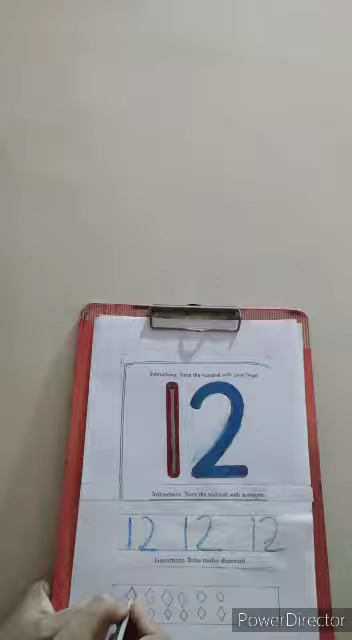 Instructions: Trace the numeral with your finger
12
Instructions: Trace the numeral with a crayon
12 12 12
Instructions: Draw twelve diamonds
PowerDirector